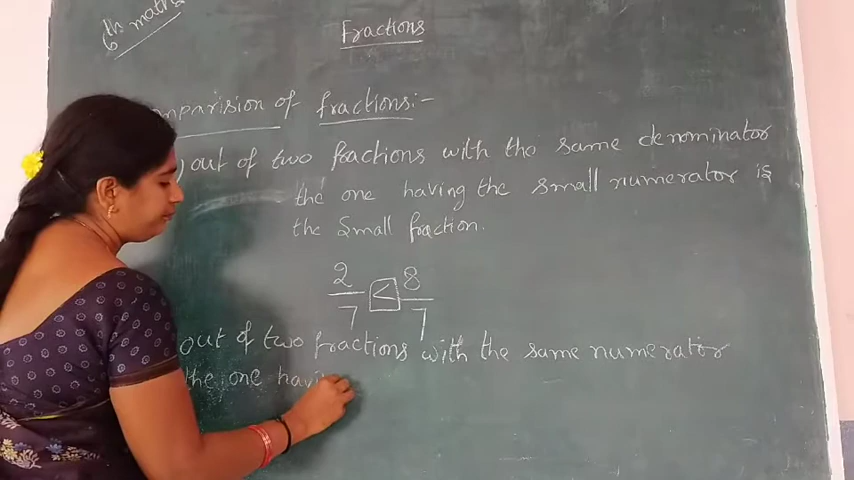 6th maths
Fractions
mparision of fractions:-
) out of two fractions with the same denominator
the one having the small numerator is
the small fraction.
2/7 < 8/7
out of two fractions with the same numerator
the one havi